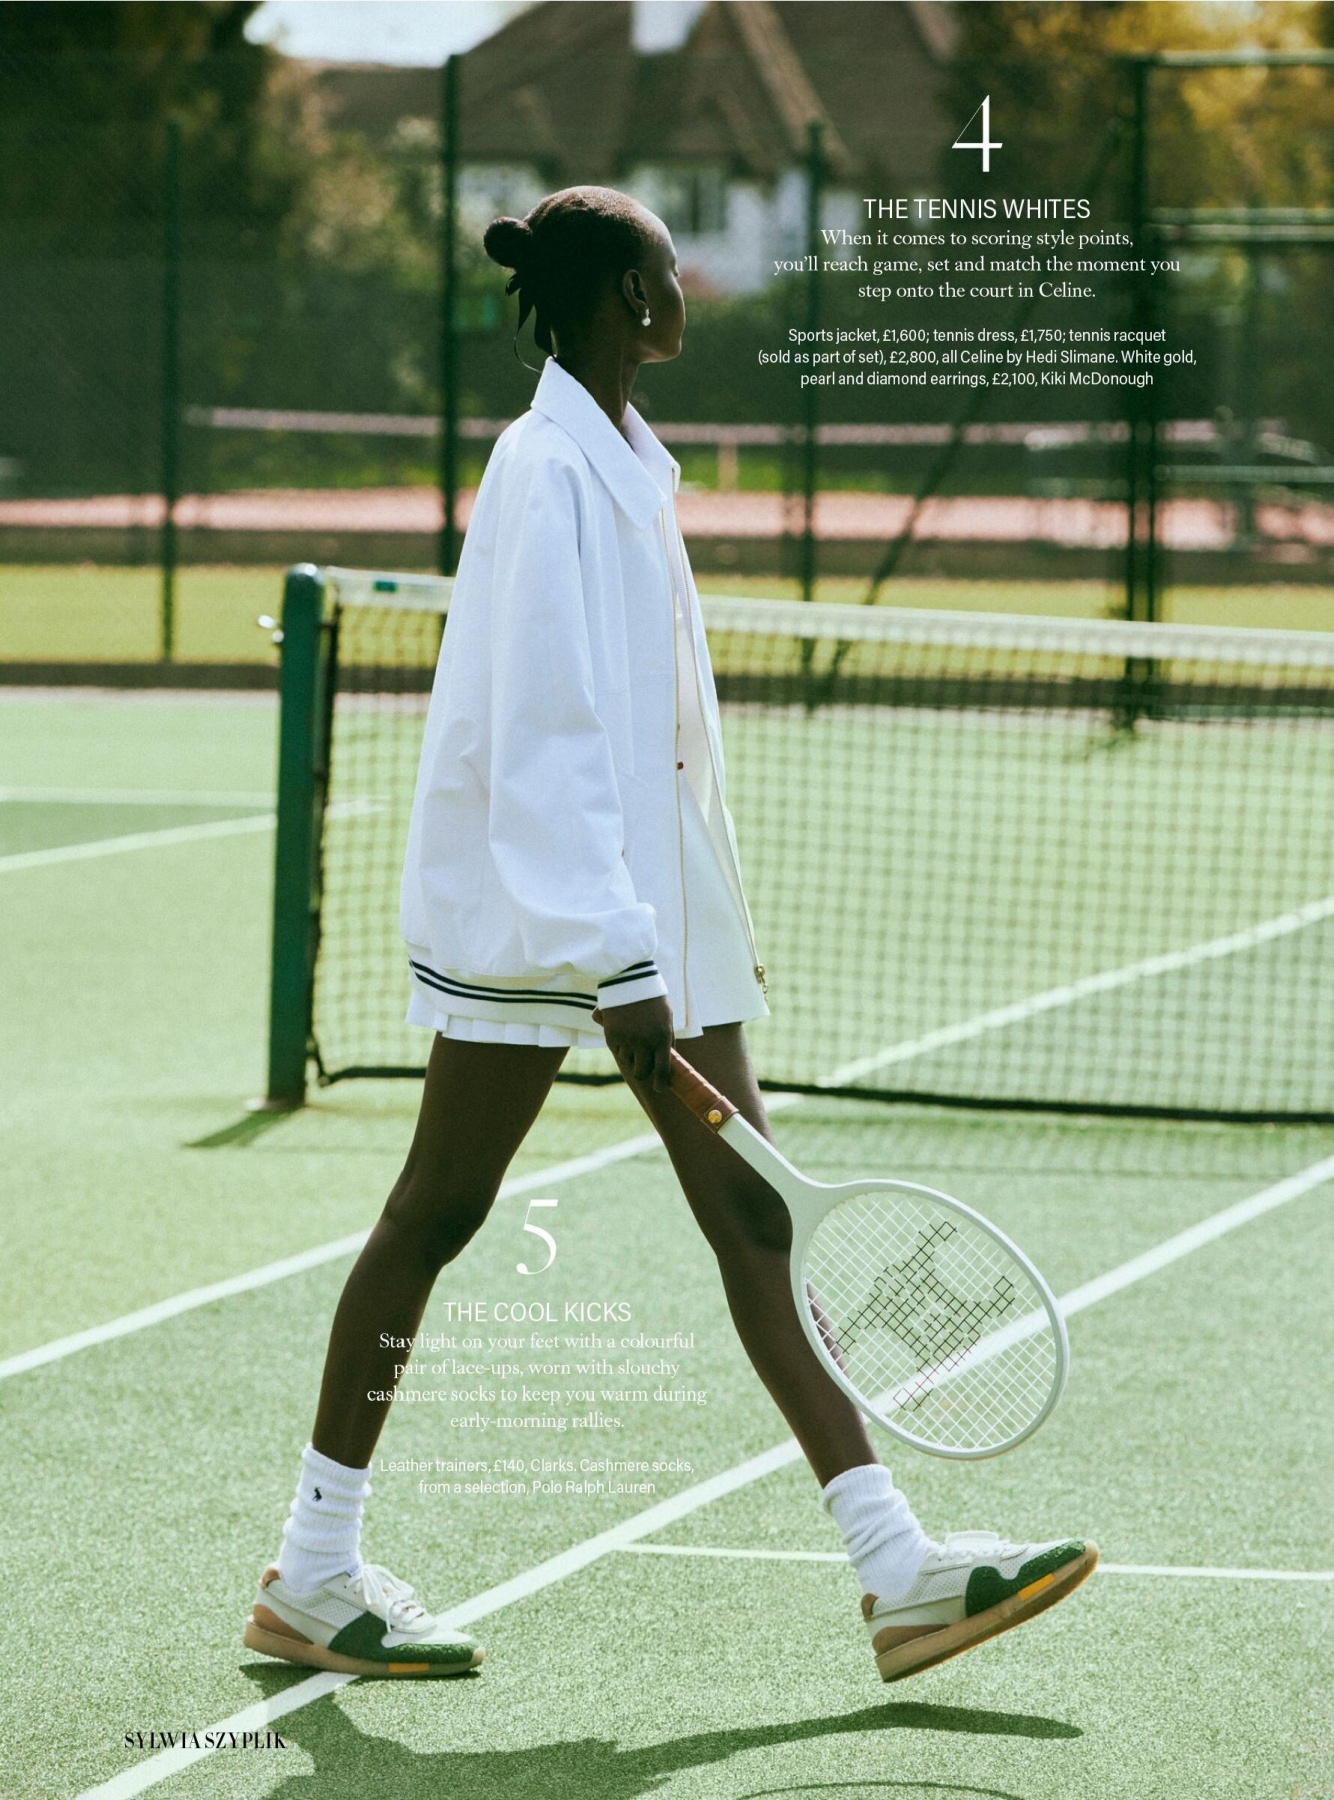 4
THE TENNIS WHITES
When it comes to scoring style points,
you'll reach game, set and match the moment you
step onto the court in Celine.
Sports jacket, £1,600; tennis dress, £1,750; tennis racquet
(sold as part of set), £2,800, all Celine by Hedi Slimane. White gold,
pearl and diamond earrings, £2,100, Kiki McDonough
5
THE COOL KICKS
Stay light on your feet with a colourful
pair of lace-ups, worn with slouchy
cashmere socks to keep you warm during
early-morning rallies.
Leather trainers, £140, Clarks. Cashmere socks,
from a selection, Polo Ralph Lauren
SYLWIA SZYPLIK